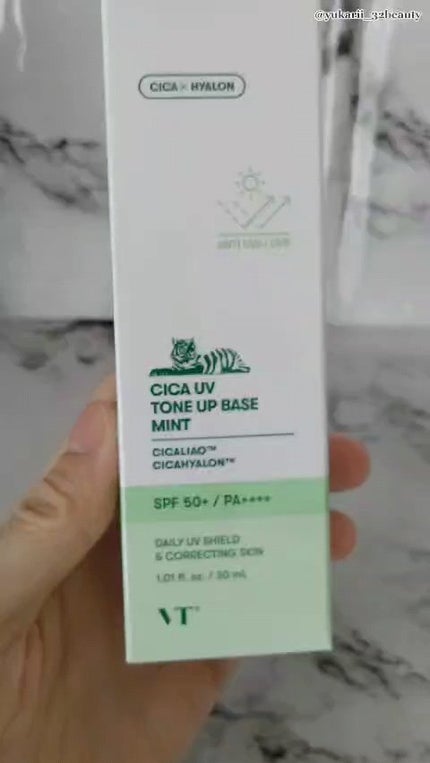 @yukarii_32beauty
CICA × HYALON
CICA UV
TONE UP BASE
MINT
CICALIAO™
CICAHYALON™
SPF 50+ / PA++++
DAILY UV SHIELD
& CORRECTING SKIN
1.01 fl. oz. / 30 mL
VT